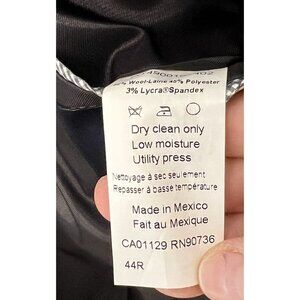 Wool-Laine 45% Polyester
3% Lycra®Spandex
Dry clean only
Low moisture
Utility press
Nettoyage à sec seulement
Repasser à basse température
Made in Mexico
Fait au Mexique
CA01129 RN90736
44R